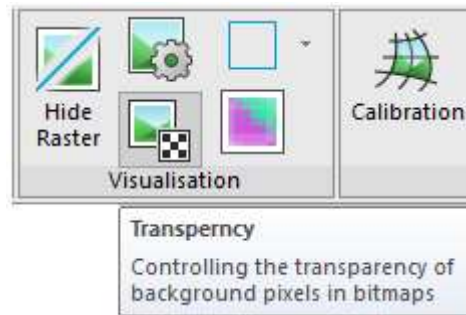 Hide
Raster
Calibration
Visualisation
Transperncy
Controlling the transparency of
background pixels in bitmaps